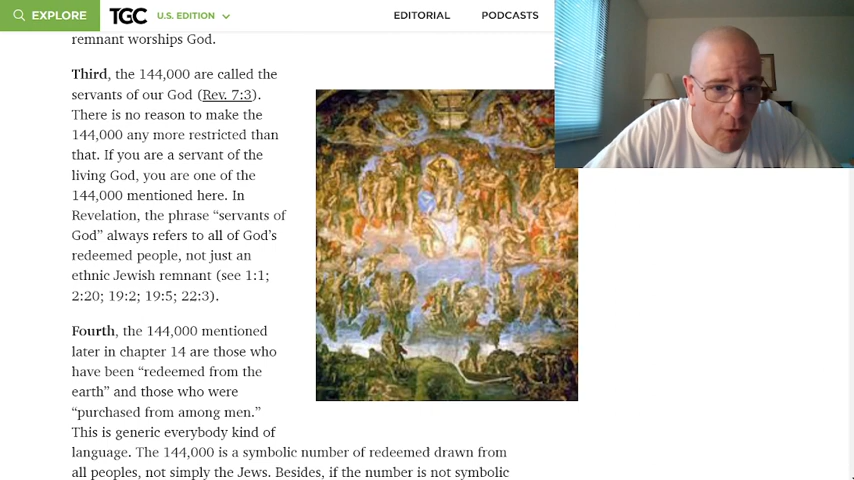 EXPLORE TGC U.S. EDITION EDITORIAL PODCASTS
remnant worships God.
Third, the 144,000 are called the
servants of our God (Rev. 7:3).
There is no reason to make the
144,000 any more restricted than
that. If you are a servant of the
living God, you are one of the
144,000 mentioned here. In
Revelation, the phrase “servants of
God” always refers to all of God’s
redeemed people, not just an
ethnic Jewish remnant (see 1:1;
2:20; 19:2; 19:5; 22:3).
Fourth, the 144,000 mentioned
later in chapter 14 are those who
have been “redeemed from the
earth” and those who were
“purchased from among men.”
This is generic everybody kind of
language. The 144,000 is a symbolic number of redeemed drawn from
all peoples, not simply the Jews. Besides, if the number is not symbolic